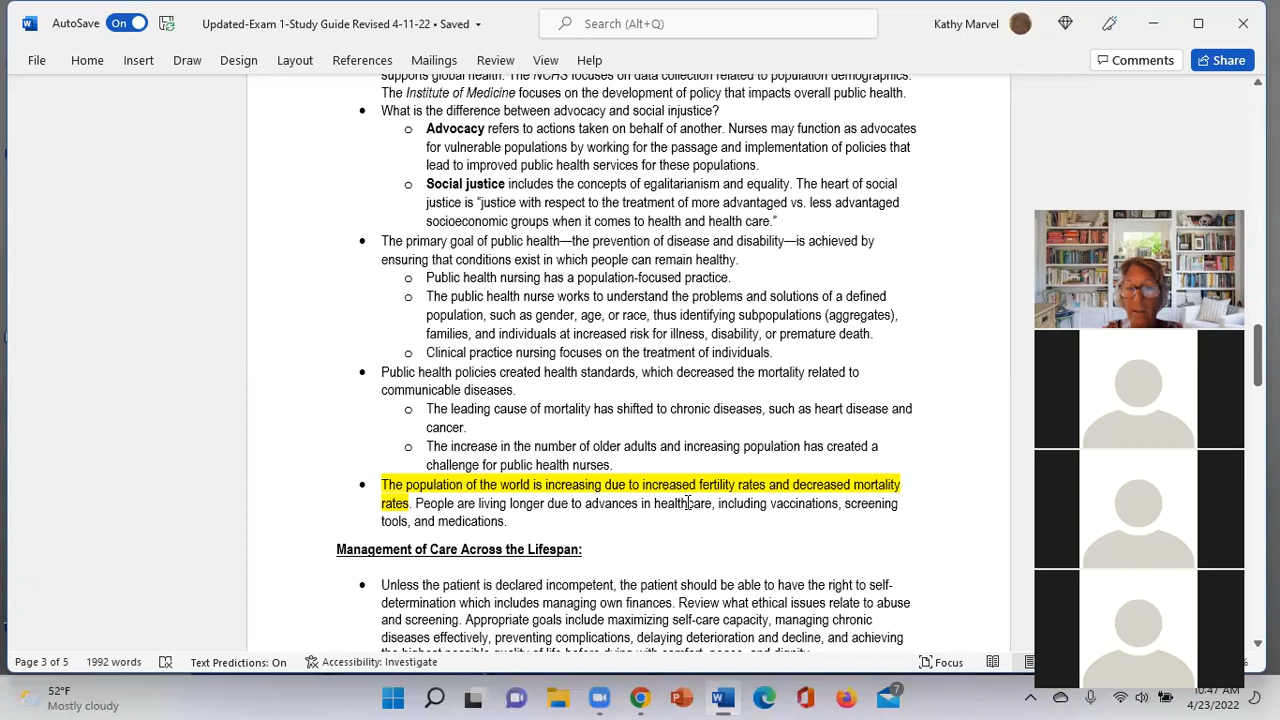 AutoSave On Updated-Exam 1-Study Guide Revised 4-11-22 • Saved Search (Alt+Q) Kathy Marvel
File Home Insert Draw Design Layout References Mailings Review View Help Comments Share
supports global health. The NCHS focuses on data collection related to population demographics.
The Institute of Medicine focuses on the development of policy that impacts overall public health.
• What is the difference between advocacy and social injustice?
o Advocacy refers to actions taken on behalf of another. Nurses may function as advocates
for vulnerable populations by working for the passage and implementation of policies that
lead to improved public health services for these populations.
o Social justice includes the concepts of egalitarianism and equality. The heart of social
justice is “justice with respect to the treatment of more advantaged vs. less advantaged
socioeconomic groups when it comes to health and health care.”
• The primary goal of public health—the prevention of disease and disability—is achieved by
ensuring that conditions exist in which people can remain healthy.
o Public health nursing has a population-focused practice.
o The public health nurse works to understand the problems and solutions of a defined
population, such as gender, age, or race, thus identifying subpopulations (aggregates),
families, and individuals at increased risk for illness, disability, or premature death.
o Clinical practice nursing focuses on the treatment of individuals.
• Public health policies created health standards, which decreased the mortality related to
communicable diseases.
o The leading cause of mortality has shifted to chronic diseases, such as heart disease and
cancer.
o The increase in the number of older adults and increasing population has created a
challenge for public health nurses.
• The population of the world is increasing due to increased fertility rates and decreased mortality
rates. People are living longer due to advances in healthcare, including vaccinations, screening
tools, and medications.
Management of Care Across the Lifespan:
• Unless the patient is declared incompetent, the patient should be able to have the right to self-
determination which includes managing own finances. Review what ethical issues relate to abuse
and screening. Appropriate goals include maximizing self-care capacity, managing chronic
diseases effectively, preventing complications, delaying deterioration and decline, and achieving
the highest possible quality of life before dying with comfort, peace, and dignity.
Page 3 of 5 1992 words Text Predictions: On Accessibility: Investigate Focus
52°F
Mostly cloudy
7
10:47 AM
4/23/2022